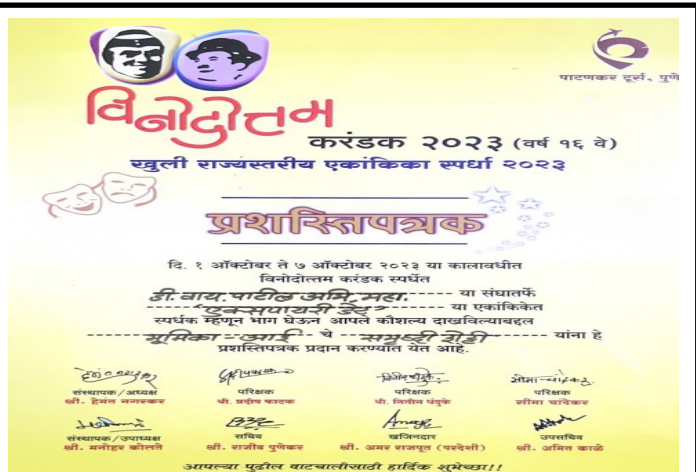 पाटणकर टूर्स, पुणे
विनोदोत्तम
करंडक २०२३ (वर्ष १६ वे)
खुली राज्यस्तरीय एकांकिका स्पर्धा २०२३
प्रशस्तिपत्रक
दि. १ ऑक्टोबर ते ७ ऑक्टोबर २०२३ या कालावधीत
विनोदोत्तम करंडक स्पर्धेत
डी. वाय. पाटील अभि. महा. या संघातर्फे
"एक्सपायरी डेट" या एकांकिकेत
स्पर्धक म्हणून भाग घेऊन आपले कौशल्य दाखविल्याबद्दल
भूमिका - आई - चे समृध्दी शेट्टी यांना हे
प्रशस्तिपत्रक प्रदान करण्यात येत आहे.
सीमा चांदेकर
संस्थापक / अध्यक्ष परिक्षक परिक्षक परिक्षक
श्री. हेमंत नगरकर श्री. प्रदीप फाटक श्री. नितीन धंदुके सीमा चांदेकर
संस्थापक / उपाध्यक्ष सचिव खजिनदार उपसचिव
श्री. मनोहर कोलते श्री. राजीव पुणेकर श्री. अमर राजपूत (परदेशी) श्री. अमित काळे
आपल्या पुढील वाटचालीसाठी हार्दिक शुभेच्छा!!